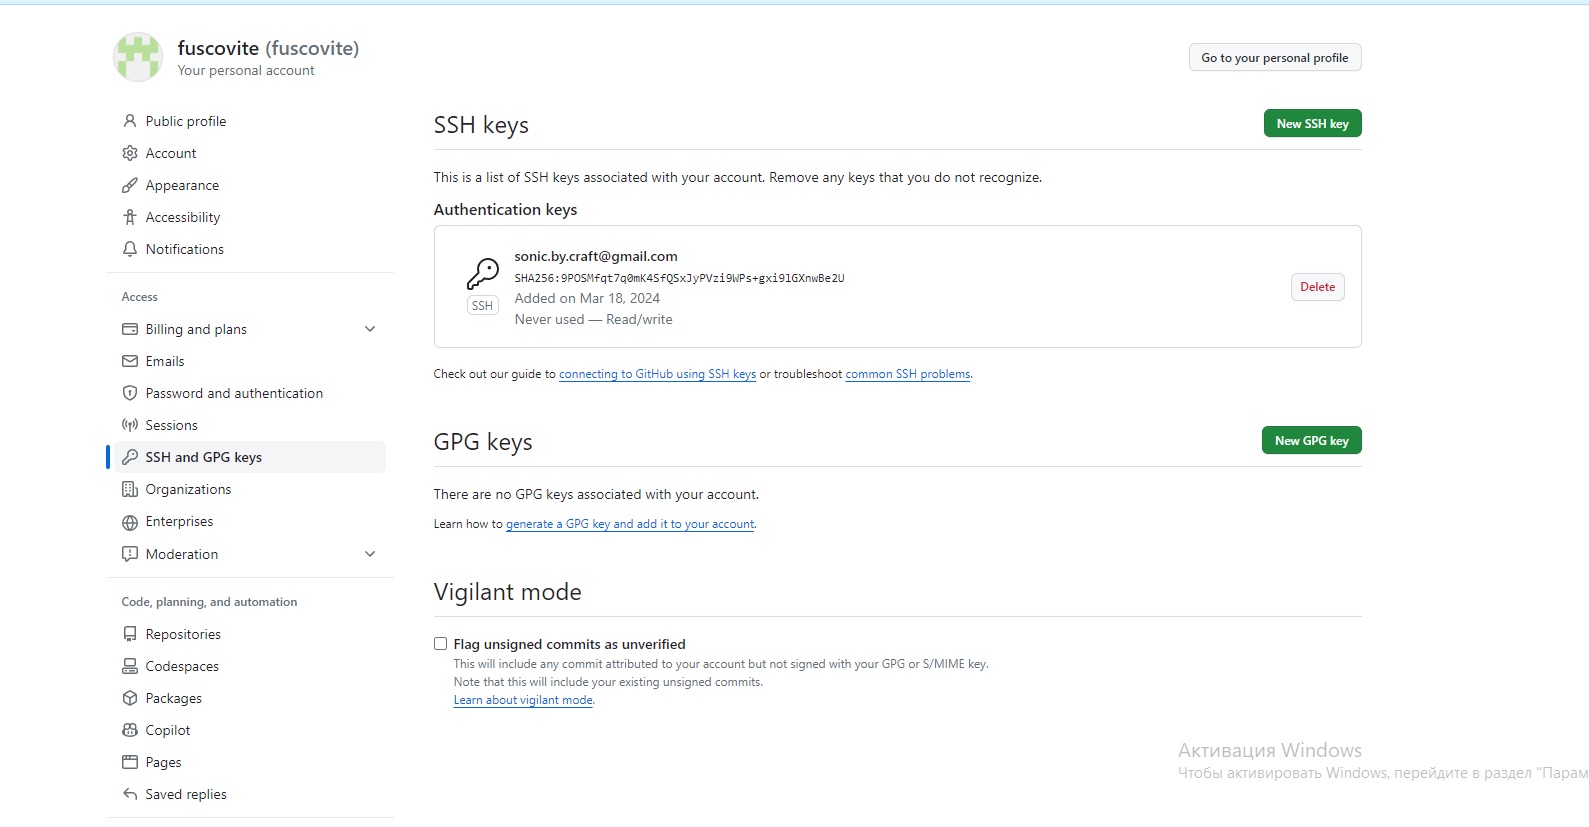 fuscovite (fuscovite)
Your personal account
Go to your personal profile
Public profile
Account
Appearance
Accessibility
Notifications
Access
Billing and plans
Emails
Password and authentication
Sessions
SSH and GPG keys
Organizations
Enterprises
Moderation
Code, planning, and automation
Repositories
Codespaces
Packages
Copilot
Pages
Saved replies
SSH keys
New SSH key
This is a list of SSH keys associated with your account. Remove any keys that you do not recognize.
Authentication keys
sonic.by.craft@gmail.com
SHA256:9POSMfqt7q0mK4SfQSxJyPVzi9WPs+gxi9lGXnwBe2U
Added on Mar 18, 2024
Never used — Read/write
SSH
Delete
Check out our guide to connecting to GitHub using SSH keys or troubleshoot common SSH problems.
GPG keys
New GPG key
There are no GPG keys associated with your account.
Learn how to generate a GPG key and add it to your account.
Vigilant mode
Flag unsigned commits as unverified
This will include any commit attributed to your account but not signed with your GPG or S/MIME key.
Note that this will include your existing unsigned commits.
Learn about vigilant mode.
Активация Windows
Чтобы активировать Windows, перейдите в раздел "Парам